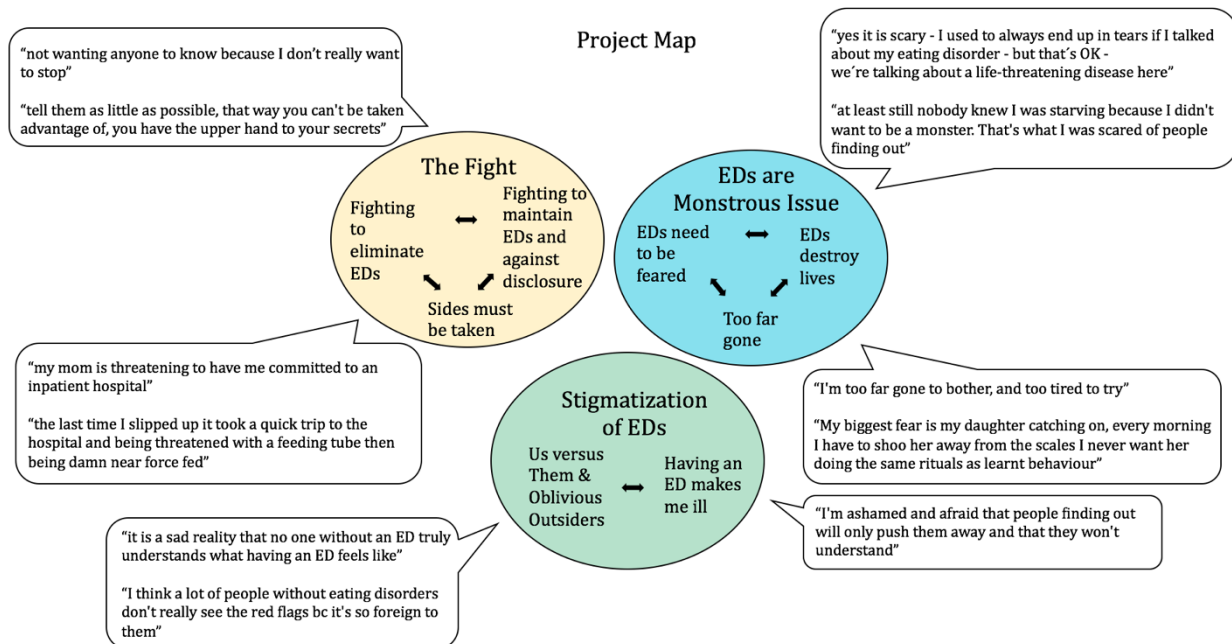 Project Map
“not wanting anyone to know because I don’t really want
to stop”
“tell them as little as possible, that way you can't be taken
advantage of, you have the upper hand to your secrets”
“yes it is scary - I used to always end up in tears if I talked
about my eating disorder - but that´s OK -
we´re talking about a life-threatening disease here”
“at least still nobody knew I was starving because I didn't
want to be a monster. That's what I was scared of people
finding out”
The Fight
Fighting
to
eliminate
EDs
Fighting to
maintain
EDs and
against
disclosure
Sides must
be taken
EDs are
Monstrous Issue
EDs need
to be
feared
EDs
destroy
lives
Too far
gone
“my mom is threatening to have me committed to an
inpatient hospital”
“the last time I slipped up it took a quick trip to the
hospital and being threatened with a feeding tube then
being damn near force fed”
Stigmatization
of EDs
Us versus
Them &
Oblivious
Outsiders
Having an
ED makes
me ill
“I'm too far gone to bother, and too tired to try”
“My biggest fear is my daughter catching on, every morning
I have to shoo her away from the scales I never want her
doing the same rituals as learnt behaviour”
“I'm ashamed and afraid that people finding out
will only push them away and that they won't
understand”
“it is a sad reality that no one without an ED truly
understands what having an ED feels like”
“I think a lot of people without eating disorders
don't really see the red flags bc it's so foreign to
them”